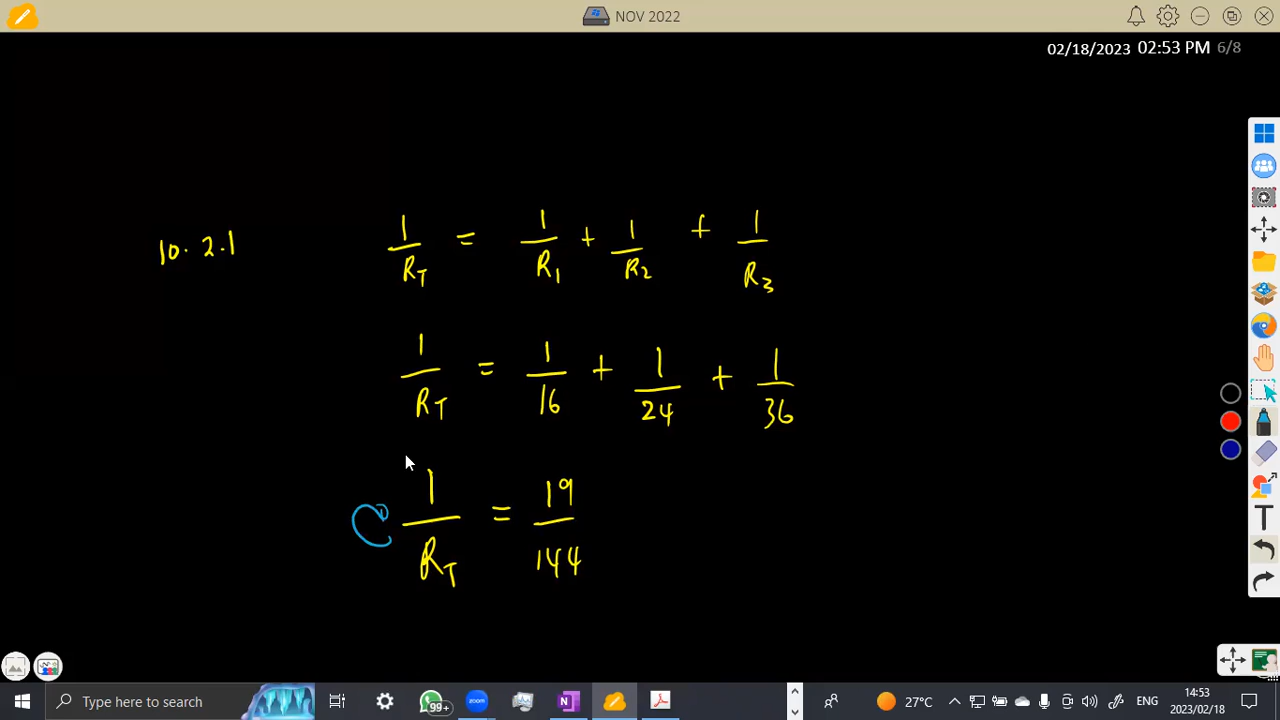 NOV 2022
02/18/2023 02:53 PM 6/8
10.2.1
1/RT = 1/R1 + 1/R2 + 1/R3
1/RT = 1/16 + 1/24 + 1/36
1/RT = 19/144
T
Type here to search
99+
zoom
N
27°C
ENG
14:53
2023/02/18